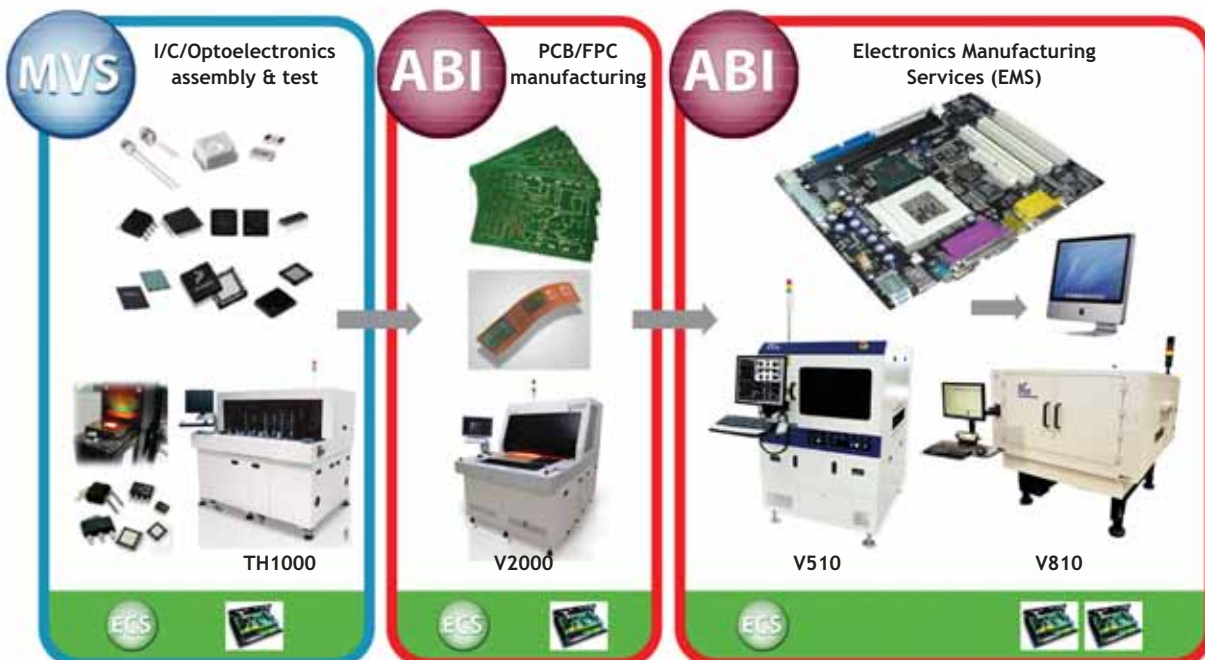 MVS
I/C/Optoelectronics
assembly & test
ABI
PCB/FPC
manufacturing
ABI
Electronics Manufacturing
Services (EMS)
TH1000
V2000
V510
V810
ECS
ECS
ECS